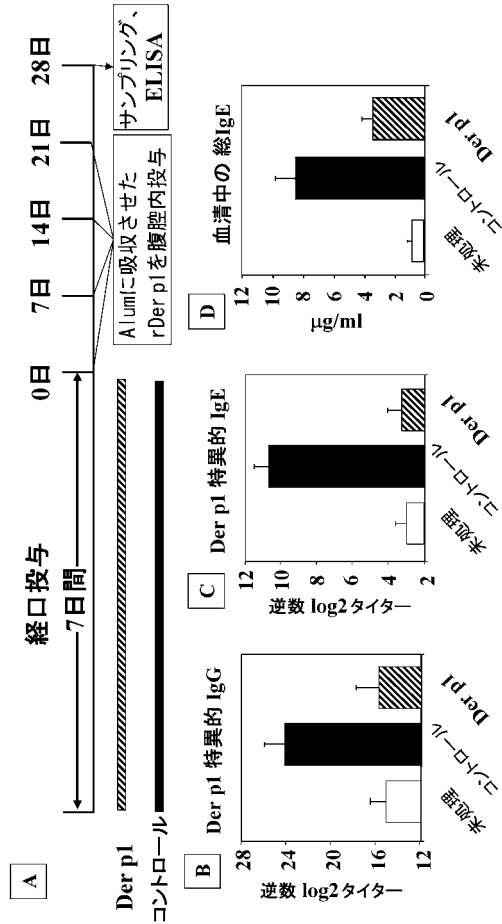 A
経口投与
7日間
0日
7日
14日
21日
28日
Der p1
コントロール
Alumに吸収させた
rDer p1を腹腔内投与
サンプリング、
ELISA
B
Der p1 特異的 IgG
逆数 log2タイター
28
24
20
16
12
未処理
コントロール
Der p1
C
Der p1 特異的 IgE
逆数 log2タイター
12
10
8
6
4
2
未処理
コントロール
Der p1
D
血清中の 総IgE
μg/ml
12
10
8
6
4
2
0
未処理
コントロール
Der p1